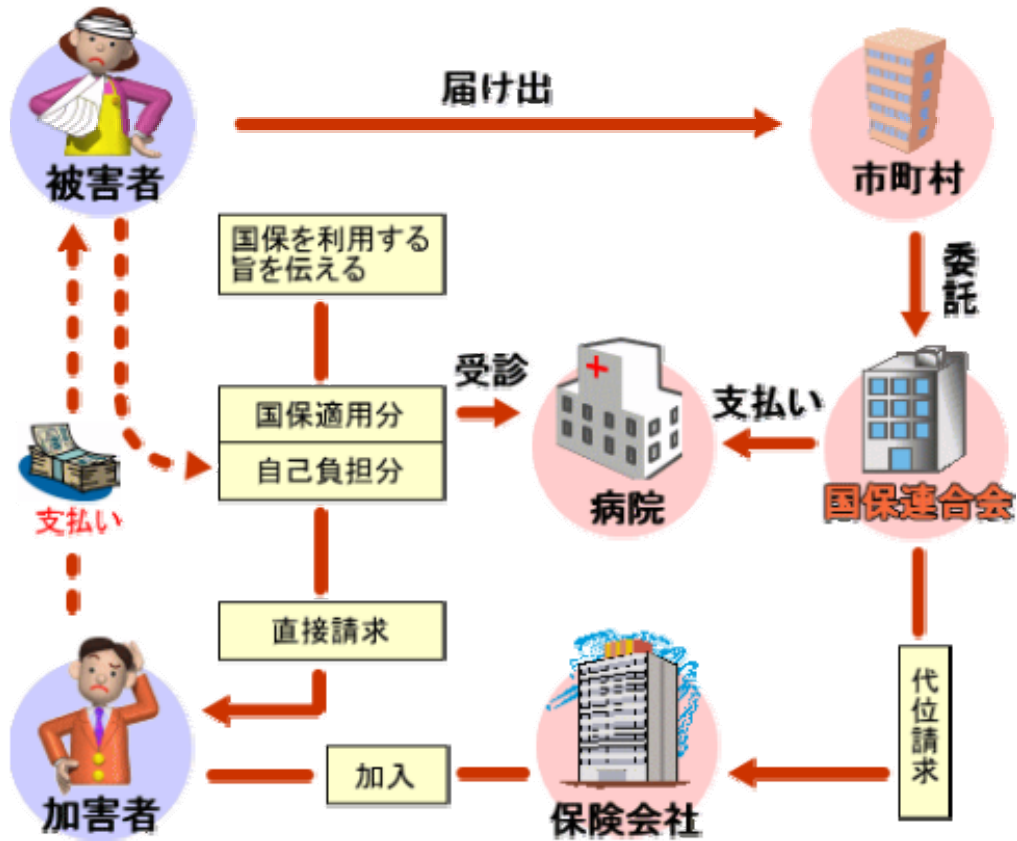 届け出
被害者
市町村
国保を利用する
旨を伝える
委託
受診
国保適用分
自己負担分
支払い
病院
国保連合会
支払い
直接請求
代位請求
加入
加害者
保険会社